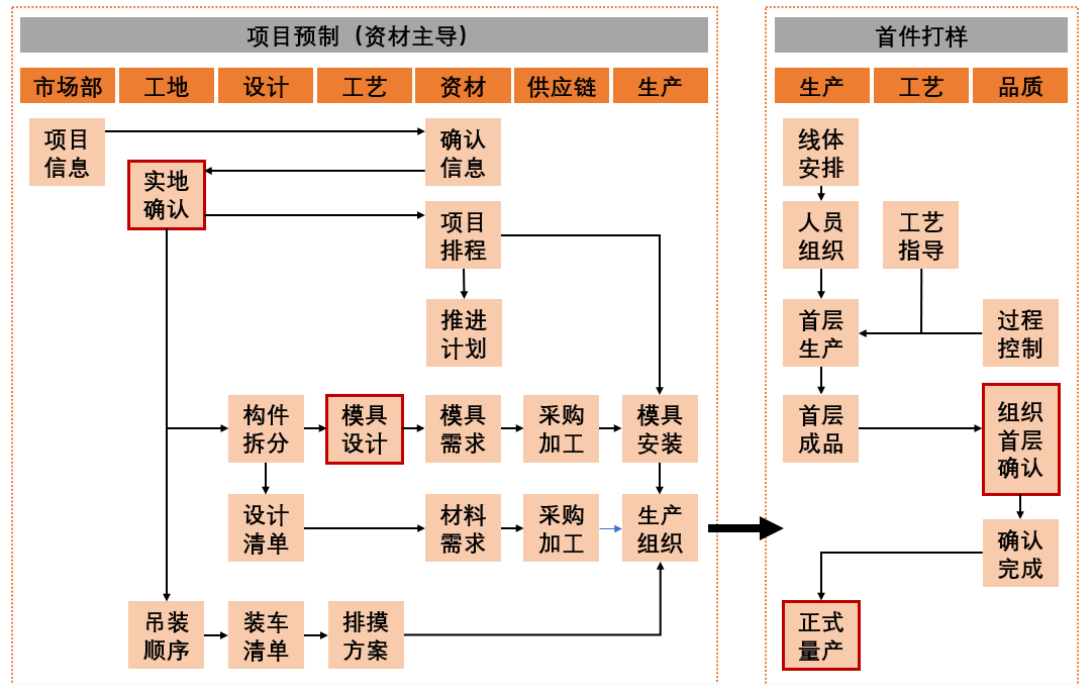 项目预制（资材主导）
市场部 工地 设计 工艺 资材 供应链 生产
项目
信息
确认
信息
实地
确认
项目
排程
推进
计划
构件
拆分
模具
设计
模具
需求
采购
加工
模具
安装
设计
清单
材料
需求
采购
加工
生产
组织
吊装
顺序
装车
清单
排摸
方案
首件打样
生产 工艺 品质
线体
安排
人员
组织
工艺
指导
首层
生产
过程
控制
首层
成品
组织
首层
确认
确认
完成
正式
量产